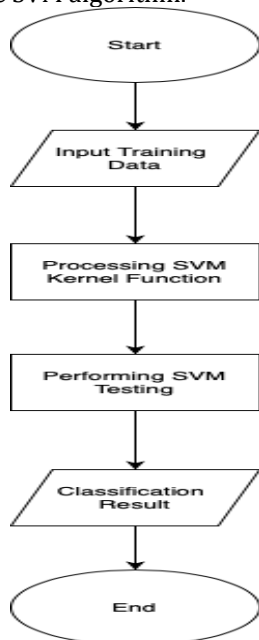 SVM algorithm.
Start
Input Training
Data
Processing SVM
Kernel Function
Performing SVM
Testing
Classification
Result
End